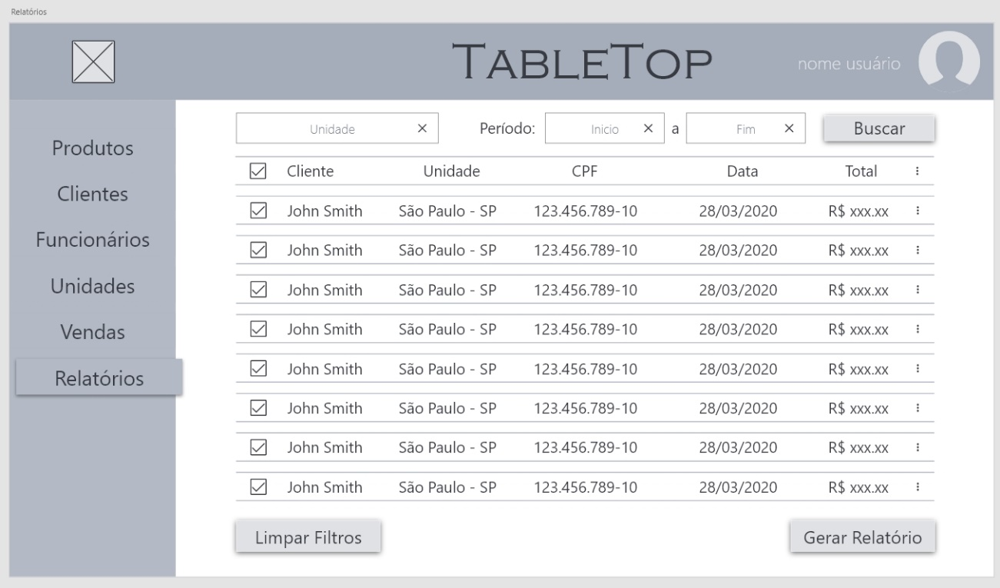 Relatórios
TABLETOP
nome usuário
Produtos
Clientes
Funcionários
Unidades
Vendas
Relatórios
Unidade Período: Inicio a Fim Buscar
Cliente Unidade CPF Data Total
John Smith São Paulo - SP 123.456.789-10 28/03/2020 R$ xxx.xx
John Smith São Paulo - SP 123.456.789-10 28/03/2020 R$ xxx.xx
John Smith São Paulo - SP 123.456.789-10 28/03/2020 R$ xxx.xx
John Smith São Paulo - SP 123.456.789-10 28/03/2020 R$ xxx.xx
John Smith São Paulo - SP 123.456.789-10 28/03/2020 R$ xxx.xx
John Smith São Paulo - SP 123.456.789-10 28/03/2020 R$ xxx.xx
John Smith São Paulo - SP 123.456.789-10 28/03/2020 R$ xxx.xx
John Smith São Paulo - SP 123.456.789-10 28/03/2020 R$ xxx.xx
Limpar Filtros Gerar Relatório